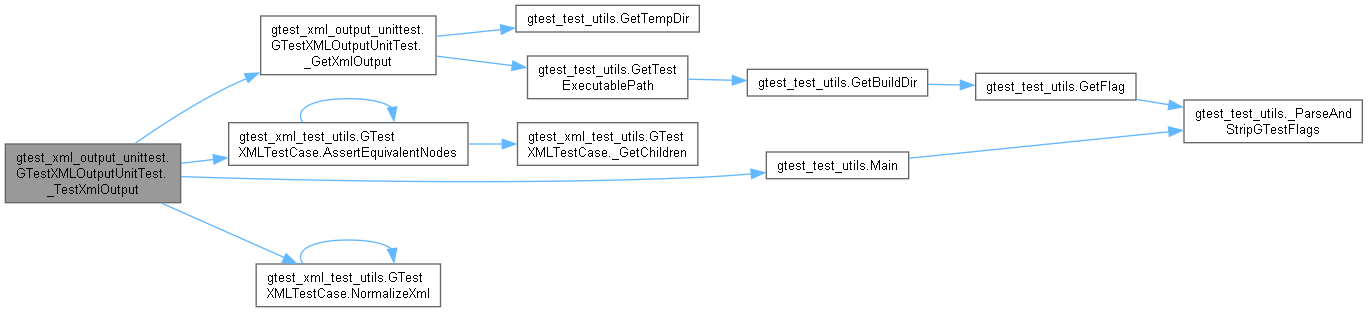 gtest_xml_output_unittest.
GTestXMLOutputUnitTest.
_TestXmlOutput
gtest_xml_output_unittest.
GTestXMLOutputUnitTest.
_GetXmlOutput
gtest_test_utils.GetTempDir
gtest_test_utils.GetTest
ExecutablePath
gtest_test_utils.GetBuildDir
gtest_test_utils.GetFlag
gtest_test_utils._ParseAnd
StripGTestFlags
gtest_xml_test_utils.GTest
XMLTestCase.AssertEquivalentNodes
gtest_xml_test_utils.GTest
XMLTestCase._GetChildren
gtest_test_utils.Main
gtest_xml_test_utils.GTest
XMLTestCase.NormalizeXml